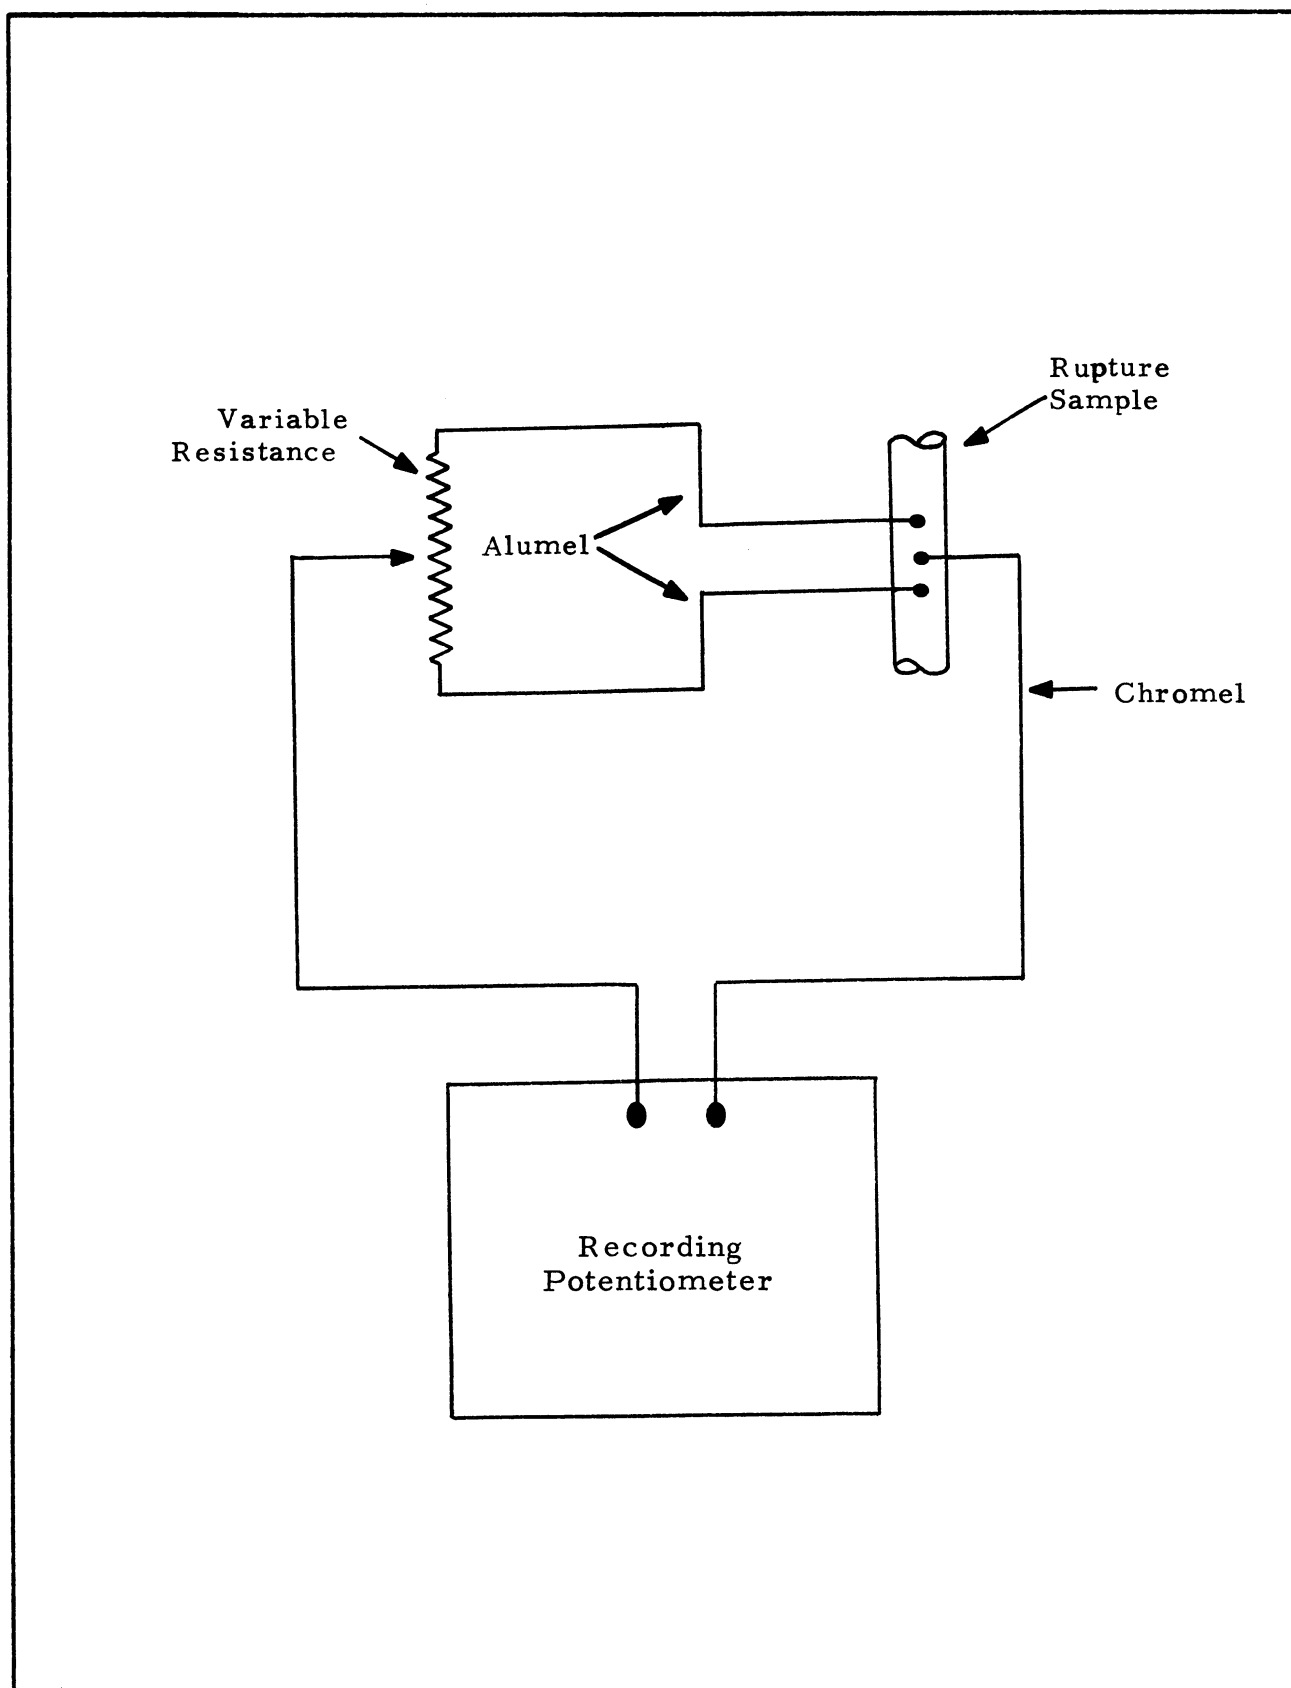 Rupture
Sample
Variable
Resistance
Alumel
Chromel
Recording
Potentiometer